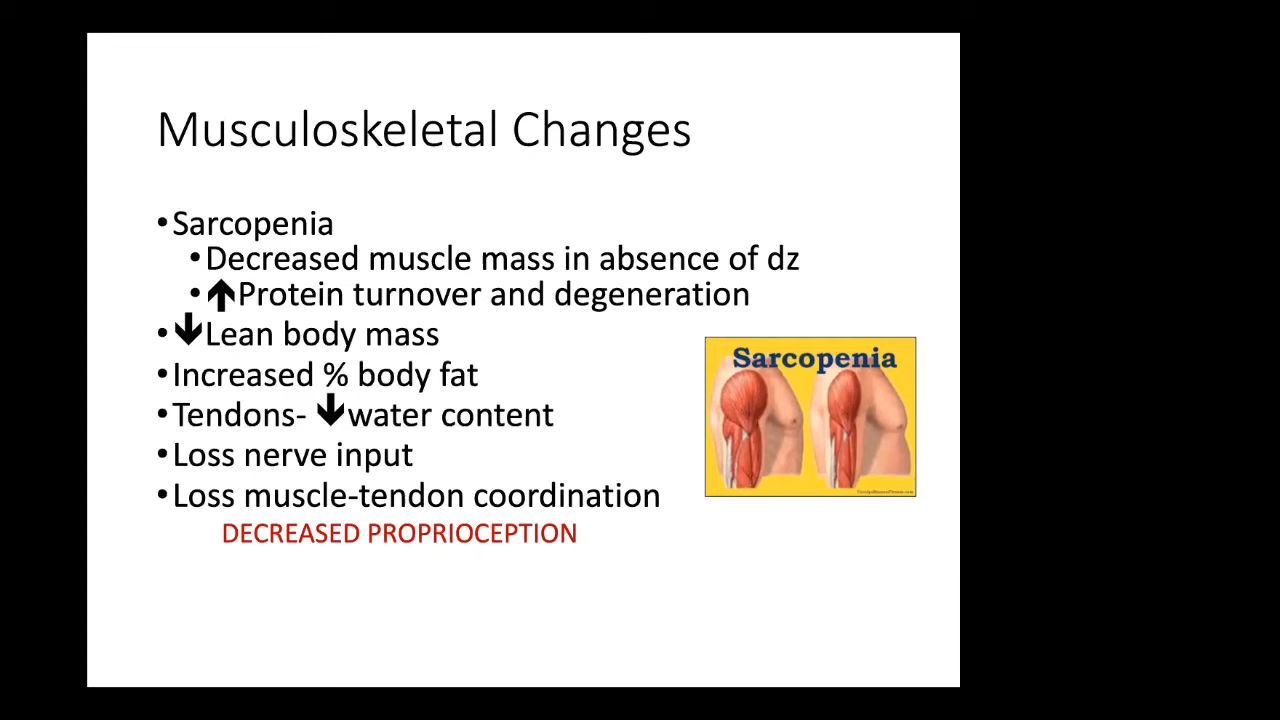 Musculoskeletal Changes
•Sarcopenia
•Decreased muscle mass in absence of dz
•🡹Protein turnover and degeneration
•🡻Lean body mass
•Increased % body fat
•Tendons- 🡻water content
•Loss nerve input
•Loss muscle-tendon coordination
DECREASED PROPRIOCEPTION
Sarcopenia